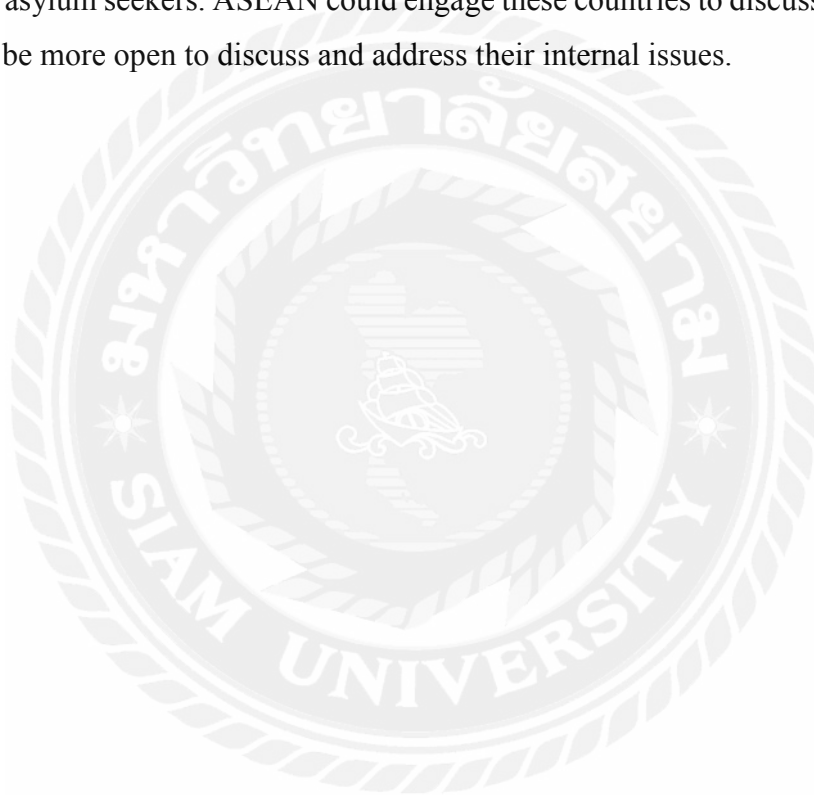 asylum seekers. ASEAN could engage these countries to discuss
be more open to discuss and address their internal issues.
มหาวิทยาลัยสยาม
SIAM UNIVERSITY